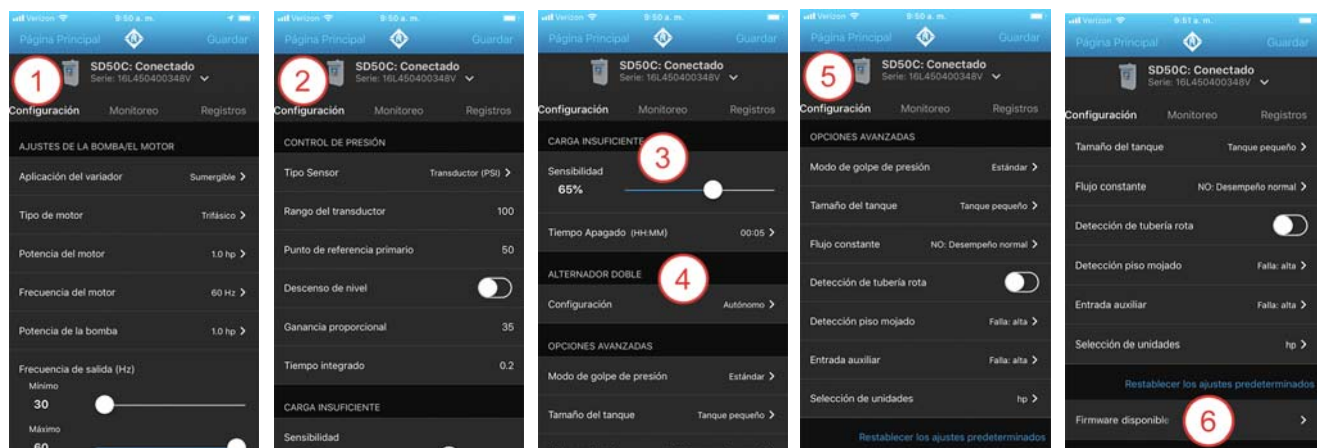 Verizon 9:50 a. m.
Página Principal Guardar
1
SD50C: Conectado
Serie: 16L450400348V
Configuración Monitoreo Registros
AJUSTES DE LA BOMBA/EL MOTOR
Aplicación del variador Sumergible
Tipo de motor Trifásico
Potencia del motor 1.0 hp
Frecuencia del motor 60 Hz
Potencia de la bomba 1.0 hp
Frecuencia de salida (Hz)
Mínimo
30
Máximo
60
Verizon 9:50 a. m.
Página Principal Guardar
2
SD50C: Conectado
Serie: 16L450400348V
Configuración Monitoreo Registros
CONTROL DE PRESIÓN
Tipo Sensor Transductor (PSI)
Rango del transductor 100
Punto de referencia primario 50
Descenso de nivel
Ganancia proporcional 35
Tiempo integrado 0.2
CARGA INSUFICIENTE
Sensibilidad
Verizon 9:50 a. m.
Página Principal Guardar
SD50C: Conectado
Serie: 16L450400348V
Configuración Monitoreo Registros
CARGA INSUFICIENTE
3
Sensibilidad
65%
Tiempo Apagado (HH:MM) 00:05
ALTERNADOR DOBLE
4
Configuración Autónomo
OPCIONES AVANZADAS
Modo de golpe de presión Estándar
Tamaño del tanque Tanque pequeño
Verizon 9:50 a. m.
Página Principal Guardar
5
SD50C: Conectado
Serie: 16L450400348V
Configuración Monitoreo Registros
OPCIONES AVANZADAS
Modo de golpe de presión Estándar
Tamaño del tanque Tanque pequeño
Flujo constante NO: Desempeño normal
Detección de tubería rota
Detección piso mojado Falla: alta
Entrada auxiliar Falla: alta
Selección de unidades hp
Restablecer los ajustes predeterminados
Verizon 9:51 a. m.
Página Principal Guardar
SD50C: Conectado
Serie: 16L450400348V
Configuración Monitoreo Registros
Tamaño del tanque Tanque pequeño
Flujo constante NO: Desempeño normal
Detección de tubería rota
Detección piso mojado Falla: alta
Entrada auxiliar Falla: alta
Selección de unidades hp
Restablecer los ajustes predeterminados
Firmware disponible
6